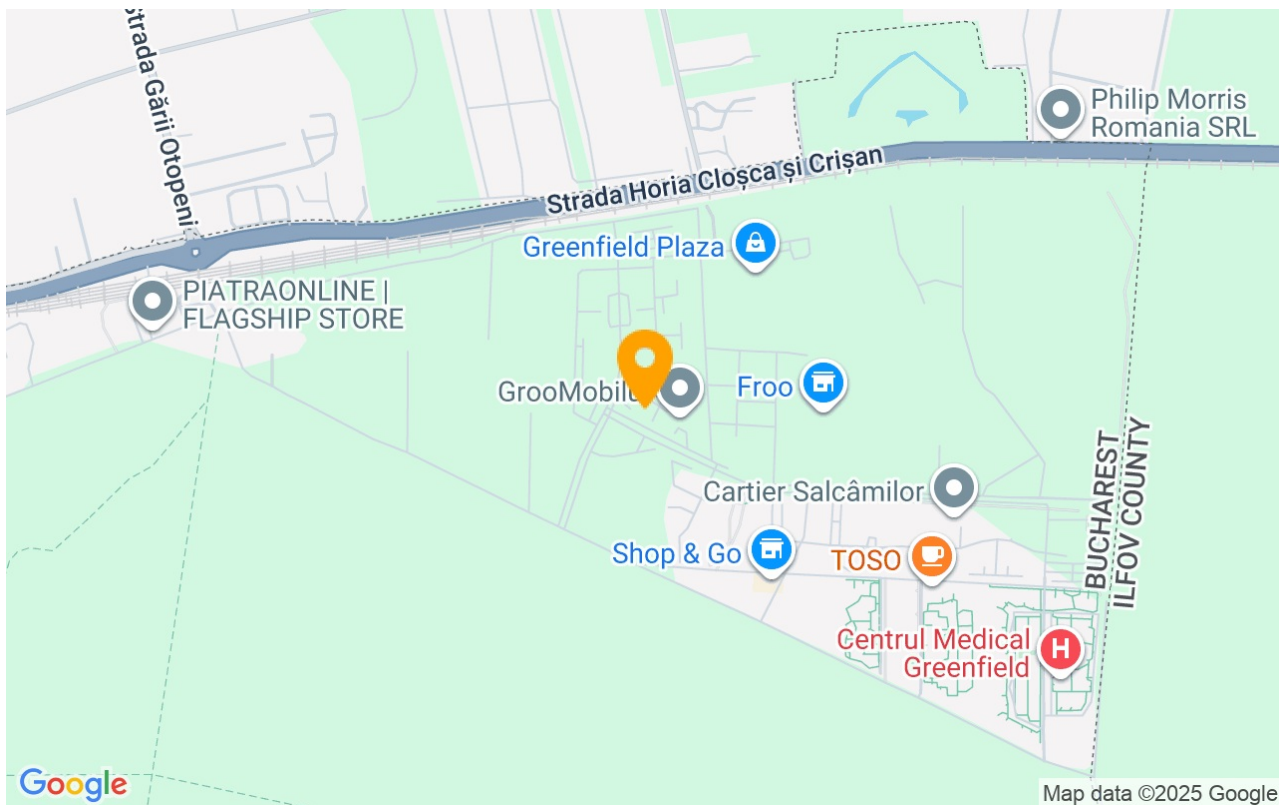 Strada Gării Otopeni
Philip Morris
Romania SRL
Strada Horia Cloșca și Crișan
Greenfield Plaza
PIATRAONLINE |
FLAGSHIP STORE
GrooMobilu
Froo
BUCHAREST
ILFOV COUNTY
Cartier Salcâmilor
Shop & Go
TOSO
Centrul Medical
Greenfield
H
Google
Map data ©2025 Google